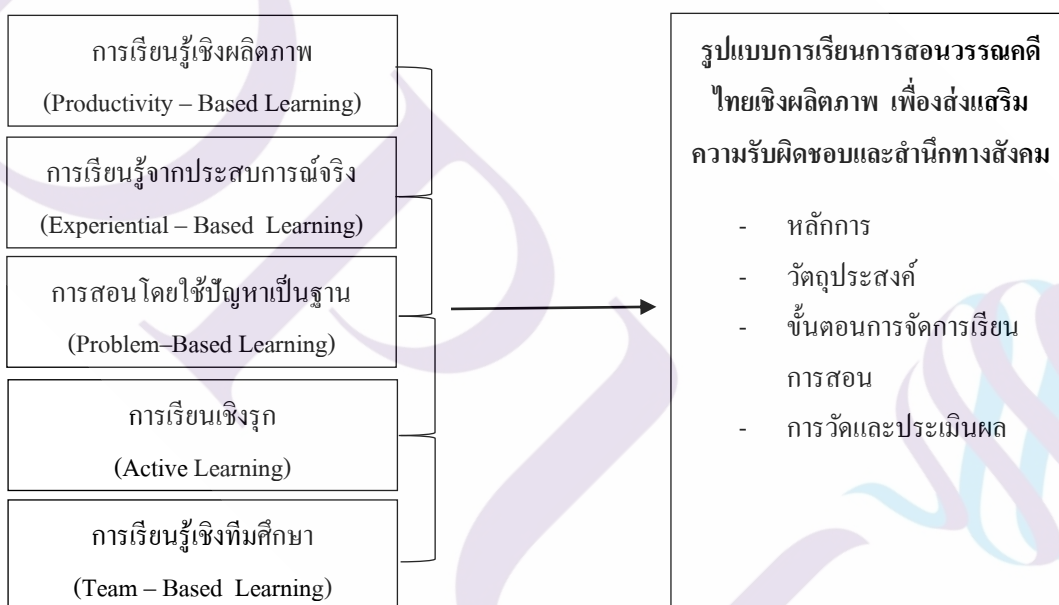 การเรียนรู้เชิงผลิตภาพ
(Productivity – Based Learning)
การเรียนรู้จากประสบการณ์จริง
(Experiential – Based Learning)
การสอนโดยใช้ปัญหาเป็นฐาน
(Problem–Based Learning)
การเรียนเชิงรุก
(Active Learning)
การเรียนรู้เชิงทีมศึกษา
(Team – Based Learning)
รูปแบบการเรียนการสอนวรรณคดี
ไทยเชิงผลิตภาพ เพื่องส่งแสริม
ความรับผิดชอบและสำนึกทางสังคม
- หลักการ
- วัตถุประสงค์
- ขั้นตอนการจัดการเรียน
การสอน
- การวัดและประเมินผล